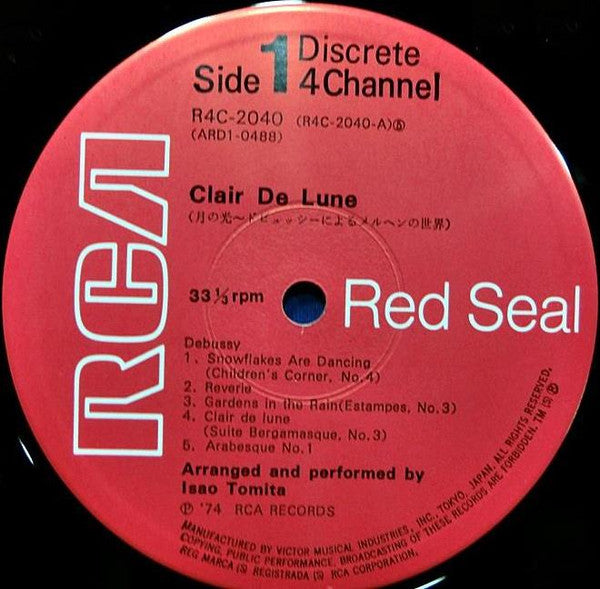 Side 1 Discrete
4 Channel
R4C-2040 (R4C-2040-A)⑤
(ARD1-0488)
Clair De Lune
(月の光〜ドビュッシーによるメルヘンの世界)
33⅓ rpm
RCA
Red Seal
Debussy
1. Snowflakes Are Dancing
(Children's Corner, No.4)
2. Reverie
3. Gardens in the Rain(Estampes, No.3)
4. Clair de lune
(Suite Bergamasque, No.3)
5. Arabesque No.1
Arranged and performed by
Isao Tomita
℗ '74 RCA RECORDS
MANUFACTURED BY VICTOR MUSICAL INDUSTRIES, INC., TOKYO, JAPAN. ALL RIGHTS RESERVED.
COPYING, PUBLIC PERFORMANCE, BROADCASTING OF THESE RECORDS ARE FORBIDDEN. TM (S) ℗
REG MARCA (S) REGISTRADA (S) RCA CORPORATION,